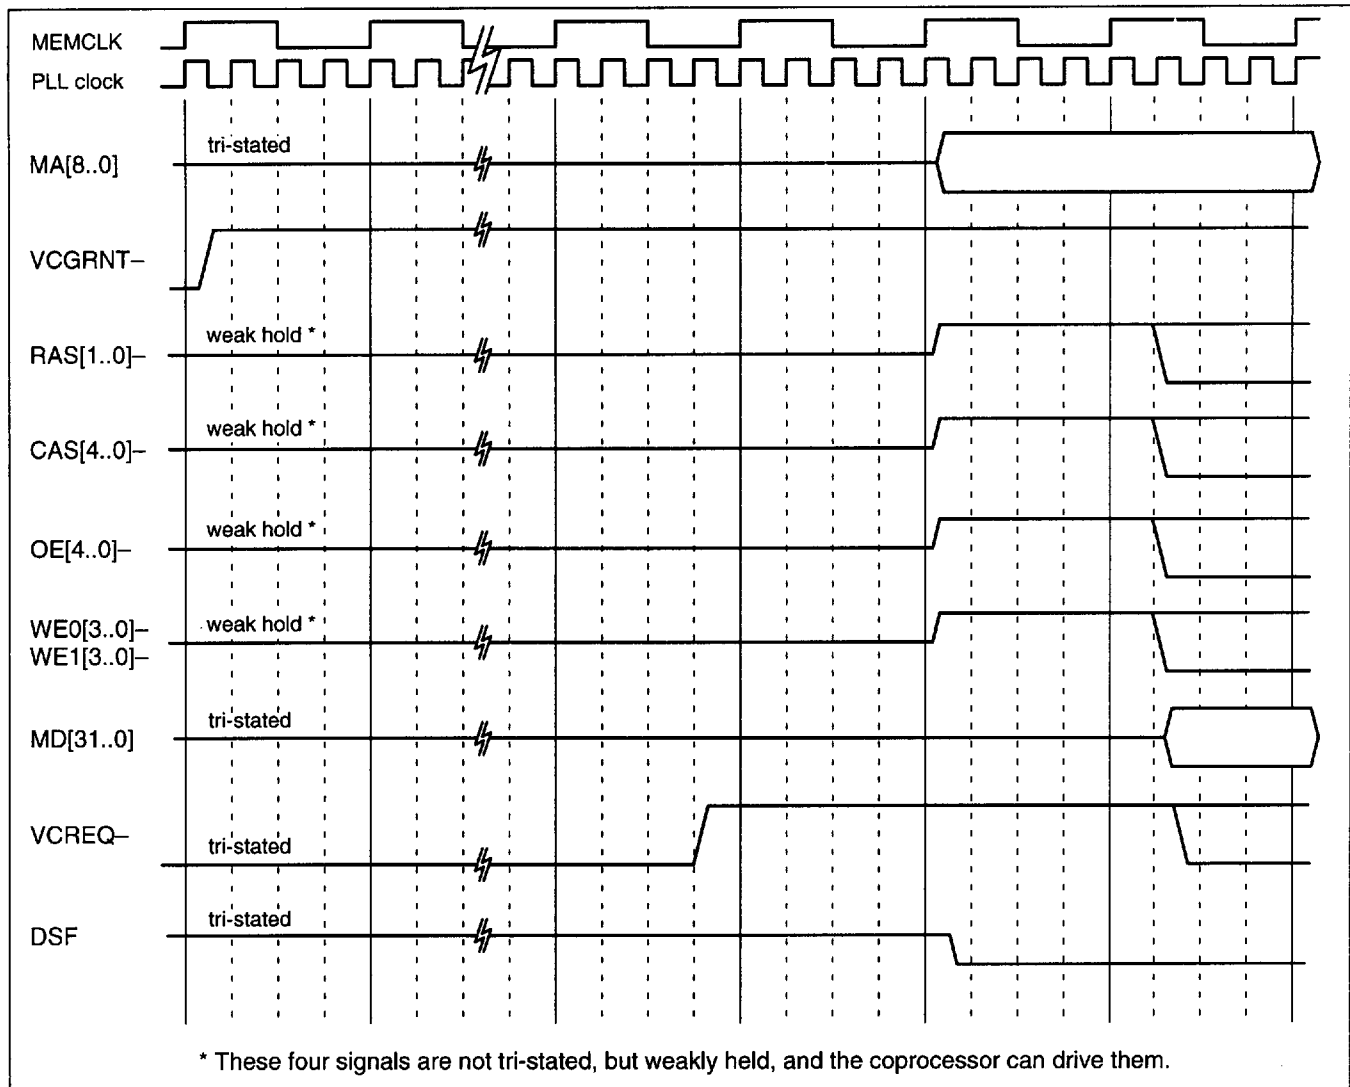 MEMCLK
PLL clock
tri-stated
MA[8..0]
VCGRNT–
weak hold *
RAS[1..0]–
weak hold *
CAS[4..0]–
weak hold *
OE[4..0]–
weak hold *
WE0[3..0]–
WE1[3..0]–
tri-stated
MD[31..0]
VCREQ–
tri-stated
tri-stated
DSF
* These four signals are not tri-stated, but weakly held, and the coprocessor can drive them.